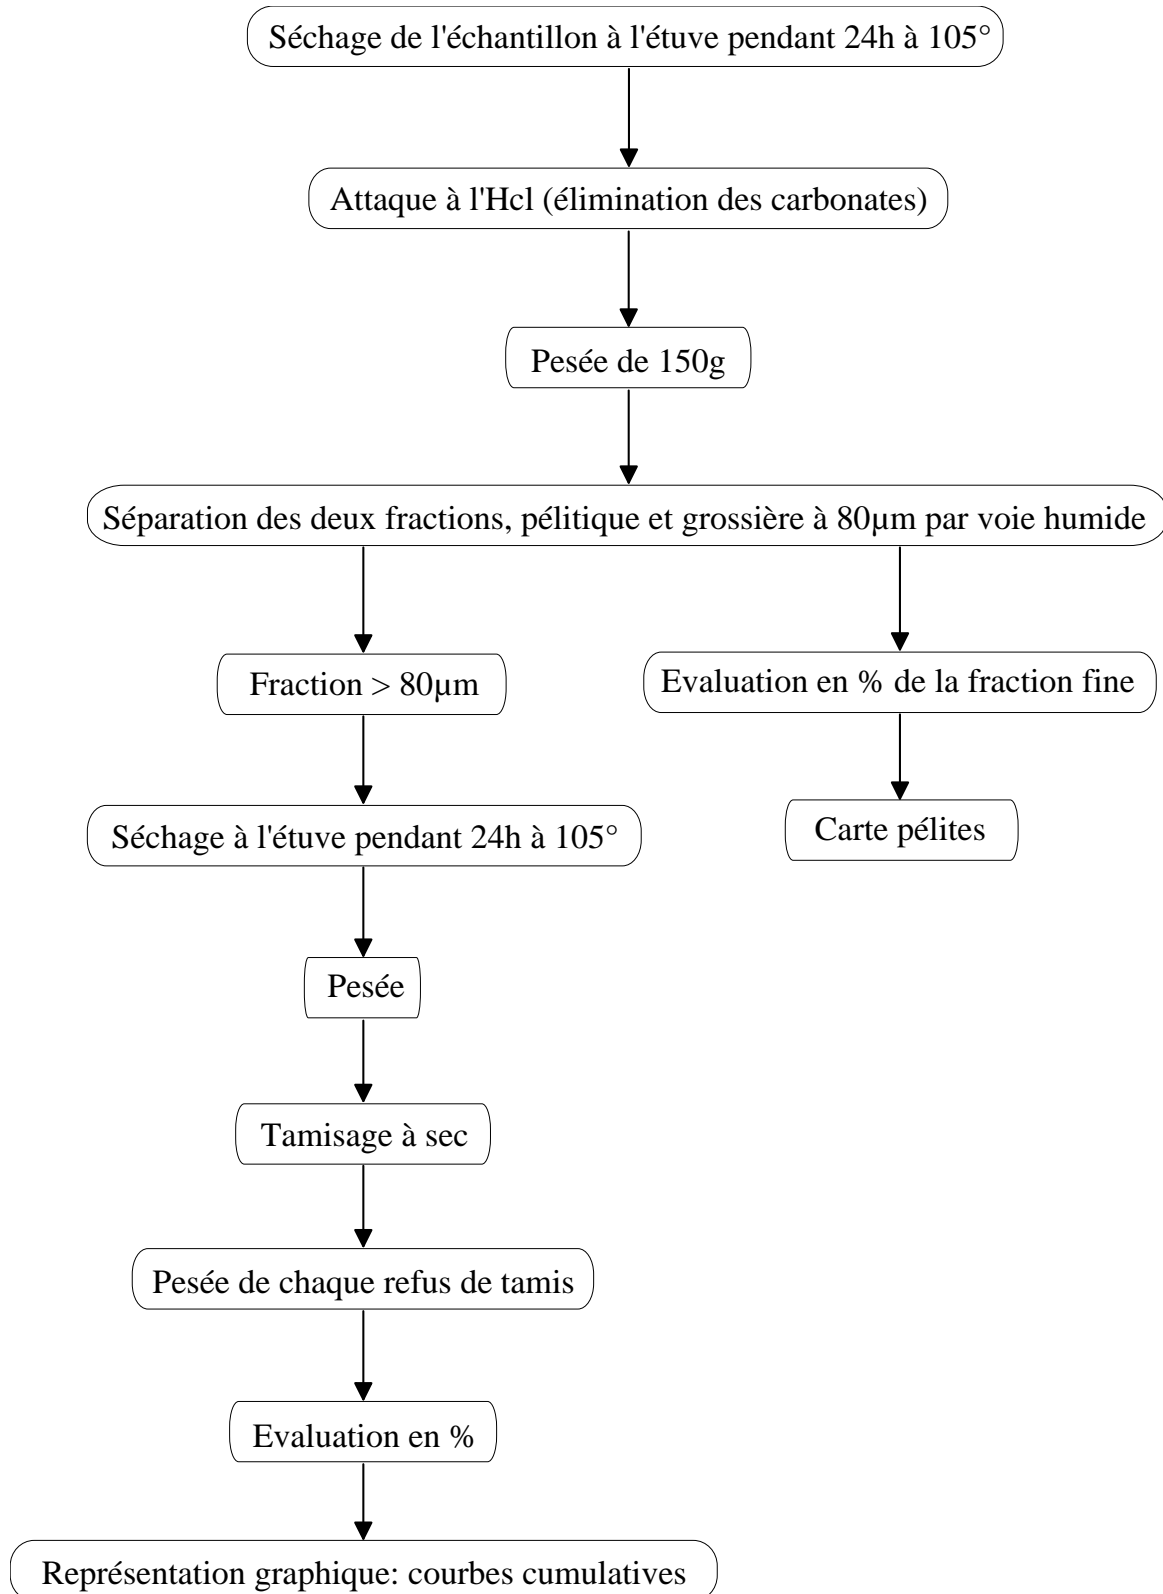 Séchage de l'échantillon à l'étuve pendant 24h à 105°
Attaque à l'Hcl (élimination des carbonates)
Pesée de 150g
Séparation des deux fractions, pélitique et grossière à 80µm par voie humide
Fraction > 80µm
Evaluation en % de la fraction fine
Séchage à l'étuve pendant 24h à 105°
Carte pélites
Pesée
Tamisage à sec
Pesée de chaque refus de tamis
Evaluation en %
Représentation graphique: courbes cumulatives